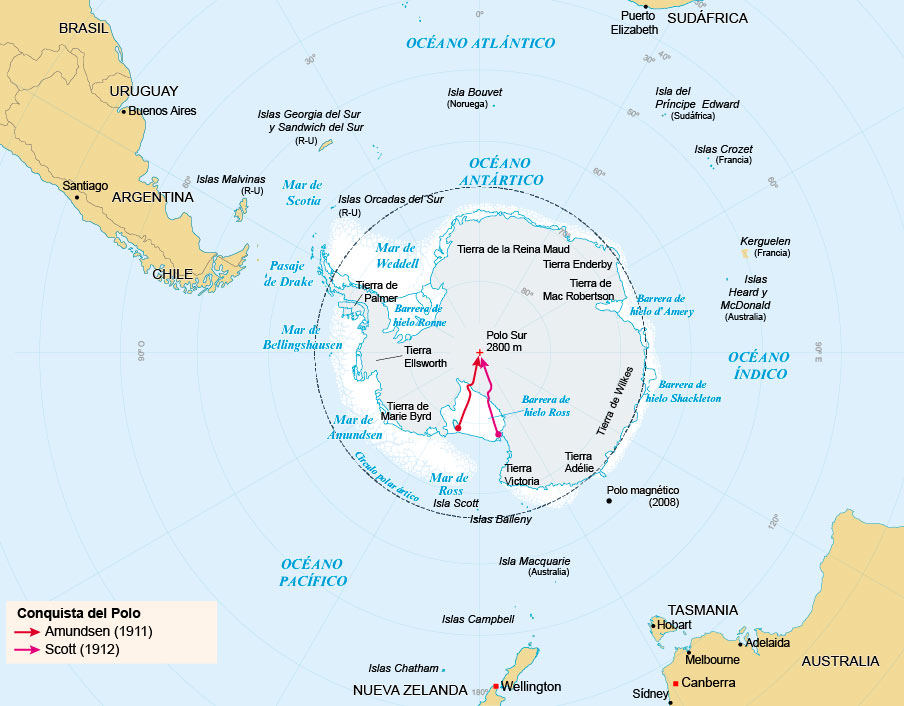 BRASIL
OCÉANO ATLÁNTICO
0°
Puerto
Elizabeth
SUDÁFRICA
30°
30°
40°
URUGUAY
Buenos Aires
Isla Bouvet
(Noruega)
Isla del
Príncipe Edward
(Sudáfrica)
50°
Islas Georgia del Sur
y Sandwich del Sur
(R-U)
Islas Crozet
(Francia)
OCÉANO
ANTÁRTICO
60°
60°
60°
Santiago
ARGENTINA
Islas Malvinas
(R-U)
Mar de
Scotia
Islas Orcadas del Sur
(R-U)
70°
CHILE
Pasaje
de Drake
Mar de
Weddell
Tierra de la Reina Maud
Tierra Enderby
Kerguelen
(Francia)
Tierra de
Palmer
Tierra de
Mac Robertson
80°
Barrera de
hielo d'Amery
Islas
Heard y
McDonald
(Australia)
Barrera de
hielo Ronne
Mar de
Bellingshausen
Polo Sur
2800 m
90° O
Tierra
Ellsworth
OCÉANO
ÍNDICO
90° E
Barrera de
hielo Shackleton
Tierra de Wilkes
Barrera de
hielo Ross
Tierra de
Marie Byrd
Mar de
Amundsen
Círculo polar ártico
Tierra
Adélie
Tierra
Victoria
Mar de
Ross
Isla Scott
Polo magnético
(2008)
Islas Balleny
120°
OCÉANO
PACÍFICO
Isla Macquarie
(Australia)
Conquista del Polo
Amundsen (1911)
Scott (1912)
Islas Campbell
TASMANIA
Hobart
Adelaida
Melbourne
AUSTRALIA
Islas Chatham
NUEVA ZELANDA
180°
Wellington
Canberra
Sídney